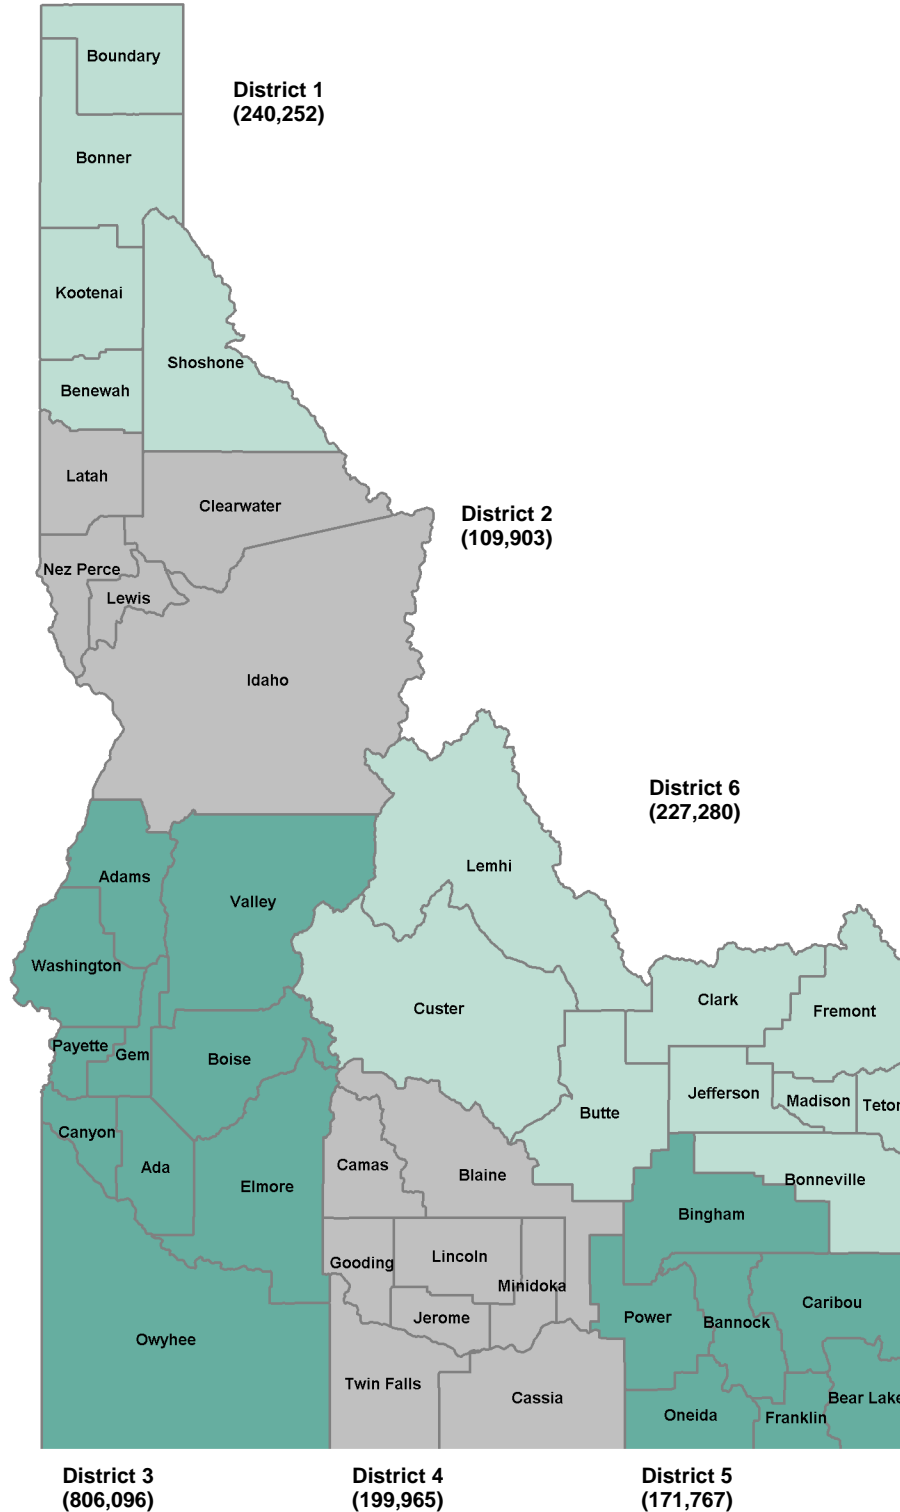 Boundary
District 1
(240,252)
Bonner
Kootenai
Shoshone
Benewah
Latah
Clearwater
District 2
(109,903)
Nez Perce
Lewis
Idaho
District 6
(227,280)
Lemhi
Adams
Valley
Washington
Custer
Clark
Fremont
Payette
Gem
Boise
Butte
Jefferson
Madison
Teton
Canyon
Ada
Elmore
Camas
Blaine
Bonneville
Bingham
Gooding
Lincoln
Minidoka
Jerome
Power
Bannock
Caribou
Owyhee
Twin Falls
Cassia
Oneida
Franklin
Bear Lake
District 3
(806,096)
District 4
(199,965)
District 5
(171,767)